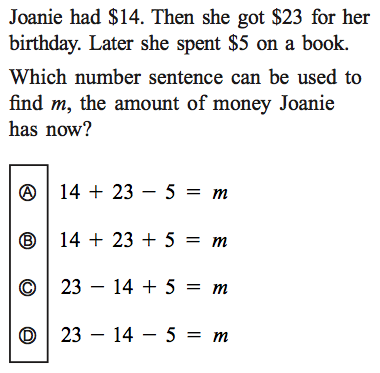 Joanie had $14. Then she got $23 for her
birthday. Later she spent $5 on a book.
Which number sentence can be used to
find m, the amount of money Joanie
has now?
Ⓐ 14 + 23 − 5 = m
Ⓑ 14 + 23 + 5 = m
Ⓒ 23 − 14 + 5 = m
Ⓓ 23 − 14 − 5 = m